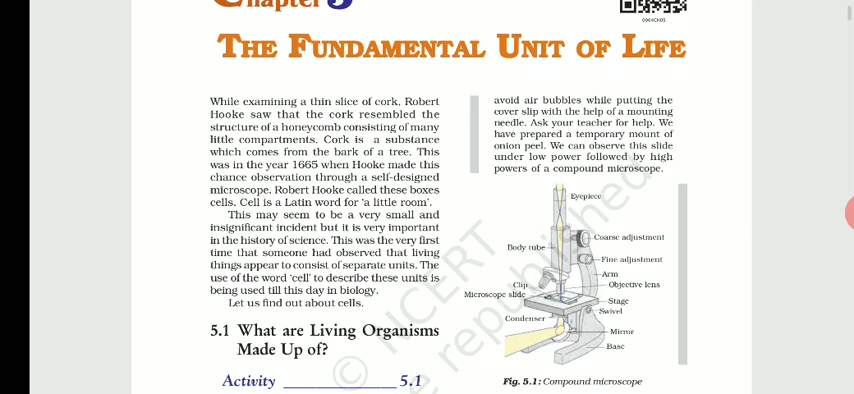 Chapter 5
0964CH05
THE FUNDAMENTAL UNIT OF LIFE
While examining a thin slice of cork, Robert
Hooke saw that the cork resembled the
structure of a honeycomb consisting of many
little compartments. Cork is a substance
which comes from the bark of a tree. This
was in the year 1665 when Hooke made this
chance observation through a self-designed
microscope. Robert Hooke called these boxes
cells. Cell is a Latin word for ‘a little room’.
This may seem to be a very small and
insignificant incident but it is very important
in the history of science. This was the very first
time that someone had observed that living
things appear to consist of separate units. The
use of the word ‘cell’ to describe these units is
being used till this day in biology.
Let us find out about cells.
5.1 What are Living Organisms
Made Up of?
Activity ______________ 5.1
avoid air bubbles while putting the
cover slip with the help of a mounting
needle. Ask your teacher for help. We
have prepared a temporary mount of
onion peel. We can observe this slide
under low power followed by high
powers of a compound microscope.
Eyepiece
Coarse adjustment
Body tube
Fine adjustment
Arm
Clip
Objective lens
Microscope slide
Stage
Swivel
Condenser
Mirror
Base
Fig. 5.1: Compound microscope
© NCERT
be republished